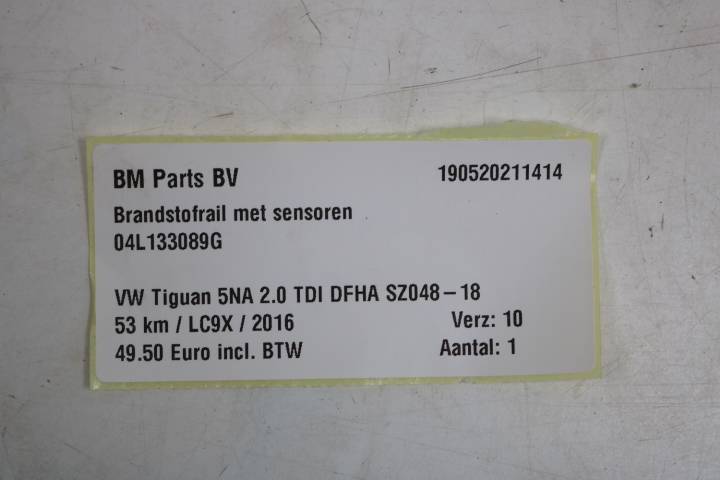 BM Parts BV 190520211414
Brandstofrail met sensoren
04L133089G
VW Tiguan 5NA 2.0 TDI DFHA SZ048-18
53 km / LC9X / 2016 Verz: 10
49.50 Euro incl. BTW Aantal: 1